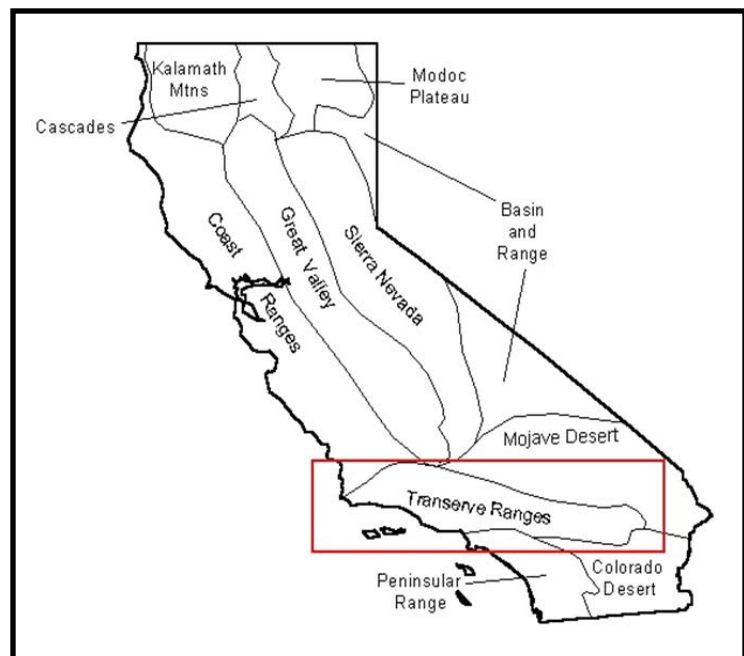 Kalamath
Mtns
Modoc
Plateau
Cascades
Basin
and
Range
Coast
Ranges
Great Valley
Sierra Nevada
Mojave Desert
Transerve Ranges
Peninsular
Range
Colorado
Desert